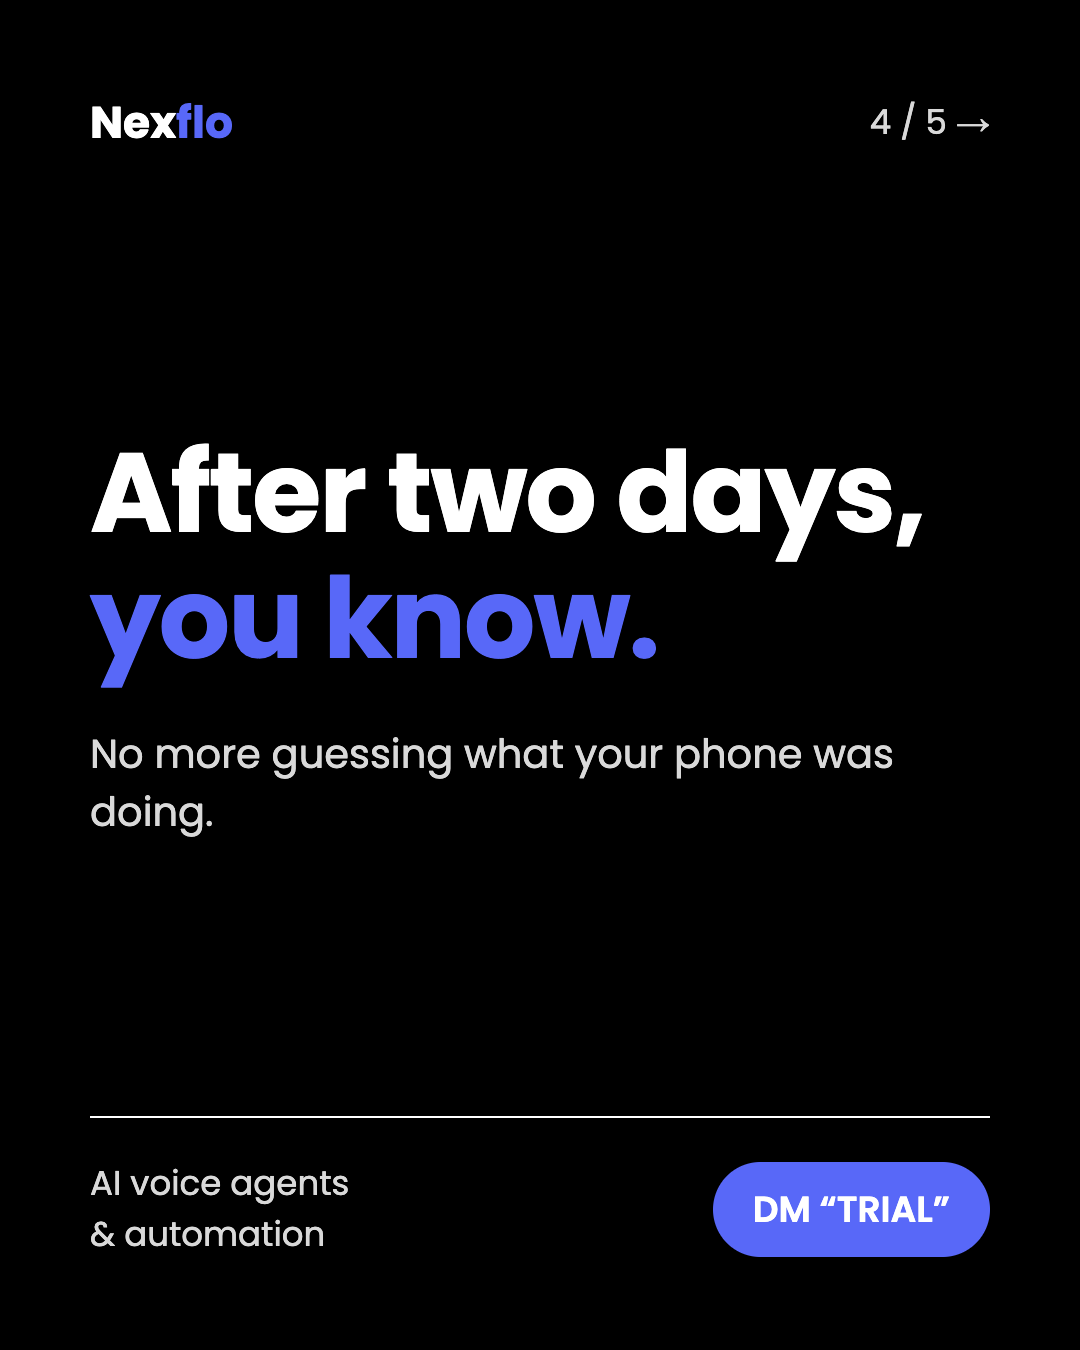 Nexflo
4 / 5 →
After two days,
you know.
No more guessing what your phone was
doing.
AI voice agents
& automation
DM “TRIAL”